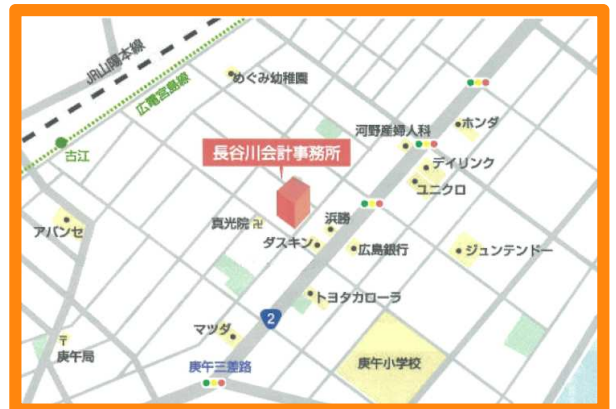 JR山陽本線
広電宮島線
めぐみ幼稚園
古江
長谷川会計事務所
河野産婦人科
ホンダ
デイリンク
ユニクロ
アバンセ
真光院
浜勝
ダスキン
広島銀行
ジュンテンドー
トヨタカローラ
2
マツダ
〒
庚午局
庚午三差路
庚午小学校